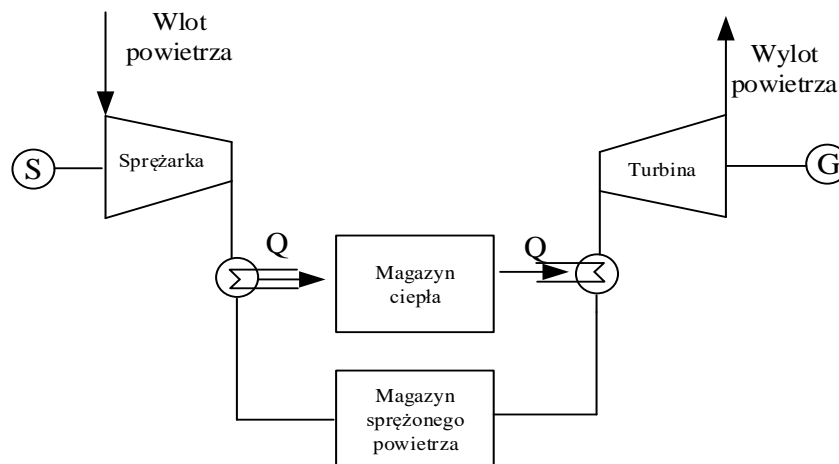 Wlot
powietrza
Wylot
powietrza
S
Sprężarka
Turbina
G
Q
Q
Magazyn
ciepła
Magazyn
sprężonego
powietrza